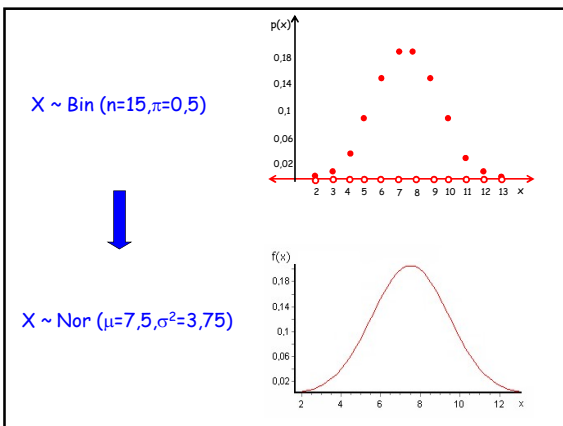 p(x)
0,18
0,14
0,1
0,06
0,02
2 3 4 5 6 7 8 9 10 11 12 13 x
X ~ Bin (n=15,π=0,5)
f(x)
0,18
0,14
0,1
0,06
0,02
2 4 6 8 10 12 x
X ~ Nor (μ=7,5,σ²=3,75)